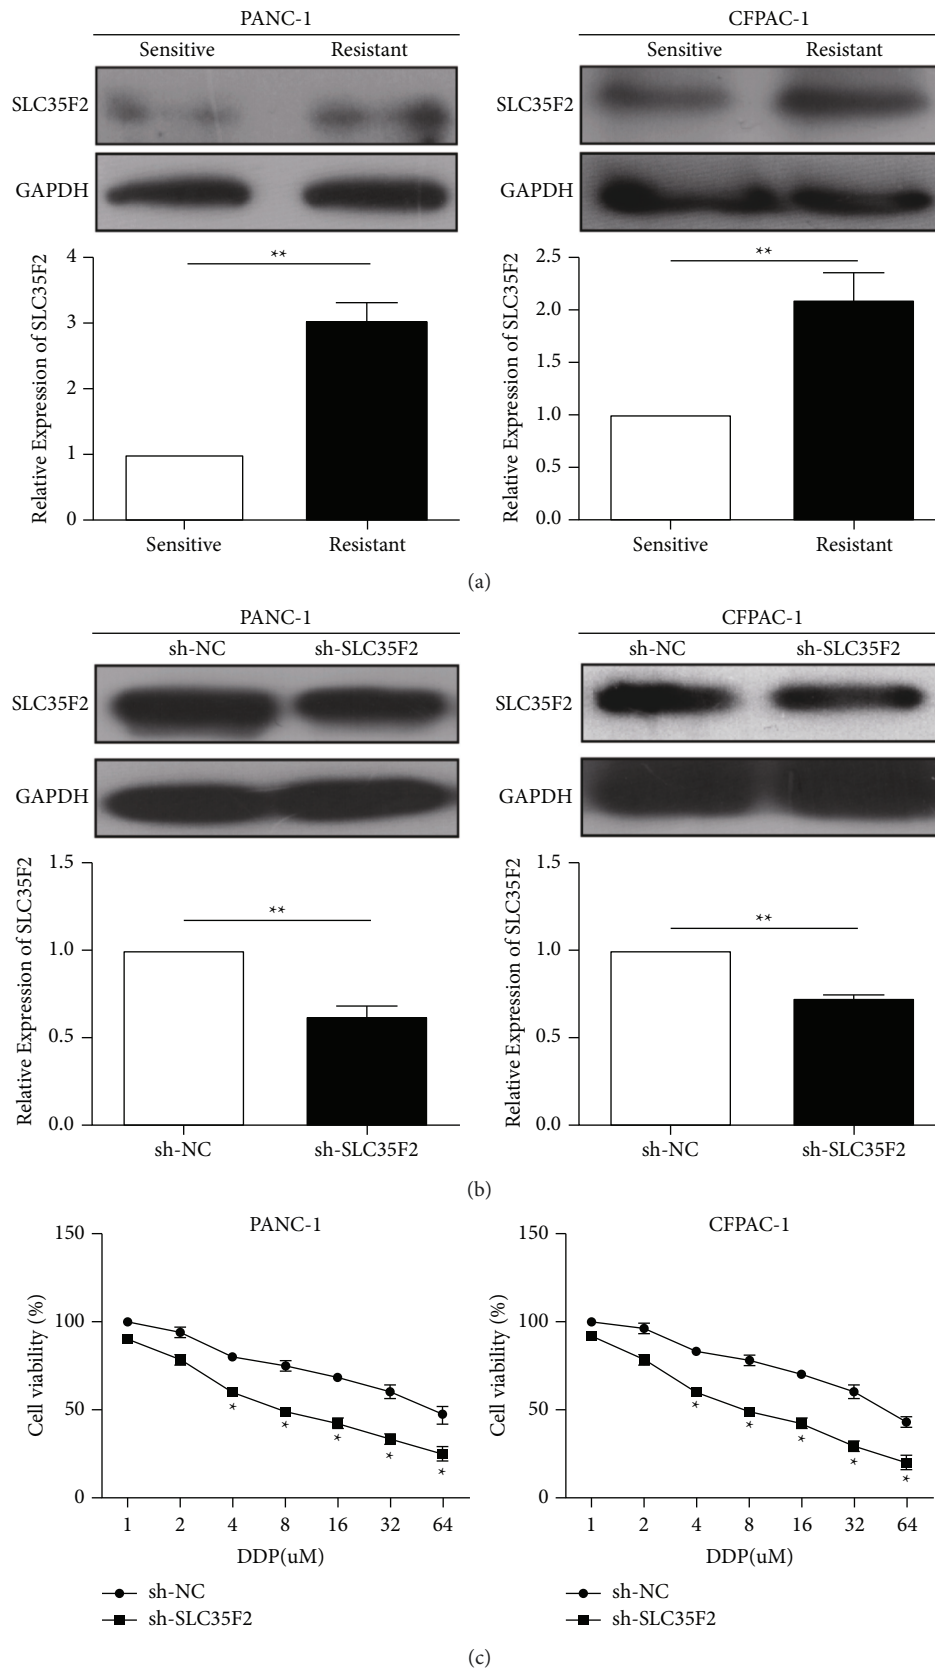 PANC-1
Sensitive Resistant
SLC35F2
GAPDH
CFPAC-1
Sensitive Resistant
SLC35F2
GAPDH
Relative Expression of SLC35F2
4
3
2
1
0
**
Sensitive Resistant
Relative Expression of SLC35F2
2.5
2.0
1.5
1.0
0.5
0.0
**
Sensitive Resistant
(a)
PANC-1
sh-NC sh-SLC35F2
SLC35F2
GAPDH
CFPAC-1
sh-NC sh-SLC35F2
SLC35F2
GAPDH
Relative Expression of SLC35F2
1.5
1.0
0.5
0.0
**
sh-NC sh-SLC35F2
Relative Expression of SLC35F2
1.5
1.0
0.5
0.0
**
sh-NC sh-SLC35F2
(b)
PANC-1
Cell viability (%)
150
100
50
0
* * * * *
1 2 4 8 16 32 64
DDP(uM)
sh-NC
sh-SLC35F2
CFPAC-1
Cell viability (%)
150
100
50
0
* * * * *
1 2 4 8 16 32 64
DDP(uM)
sh-NC
sh-SLC35F2
(c)